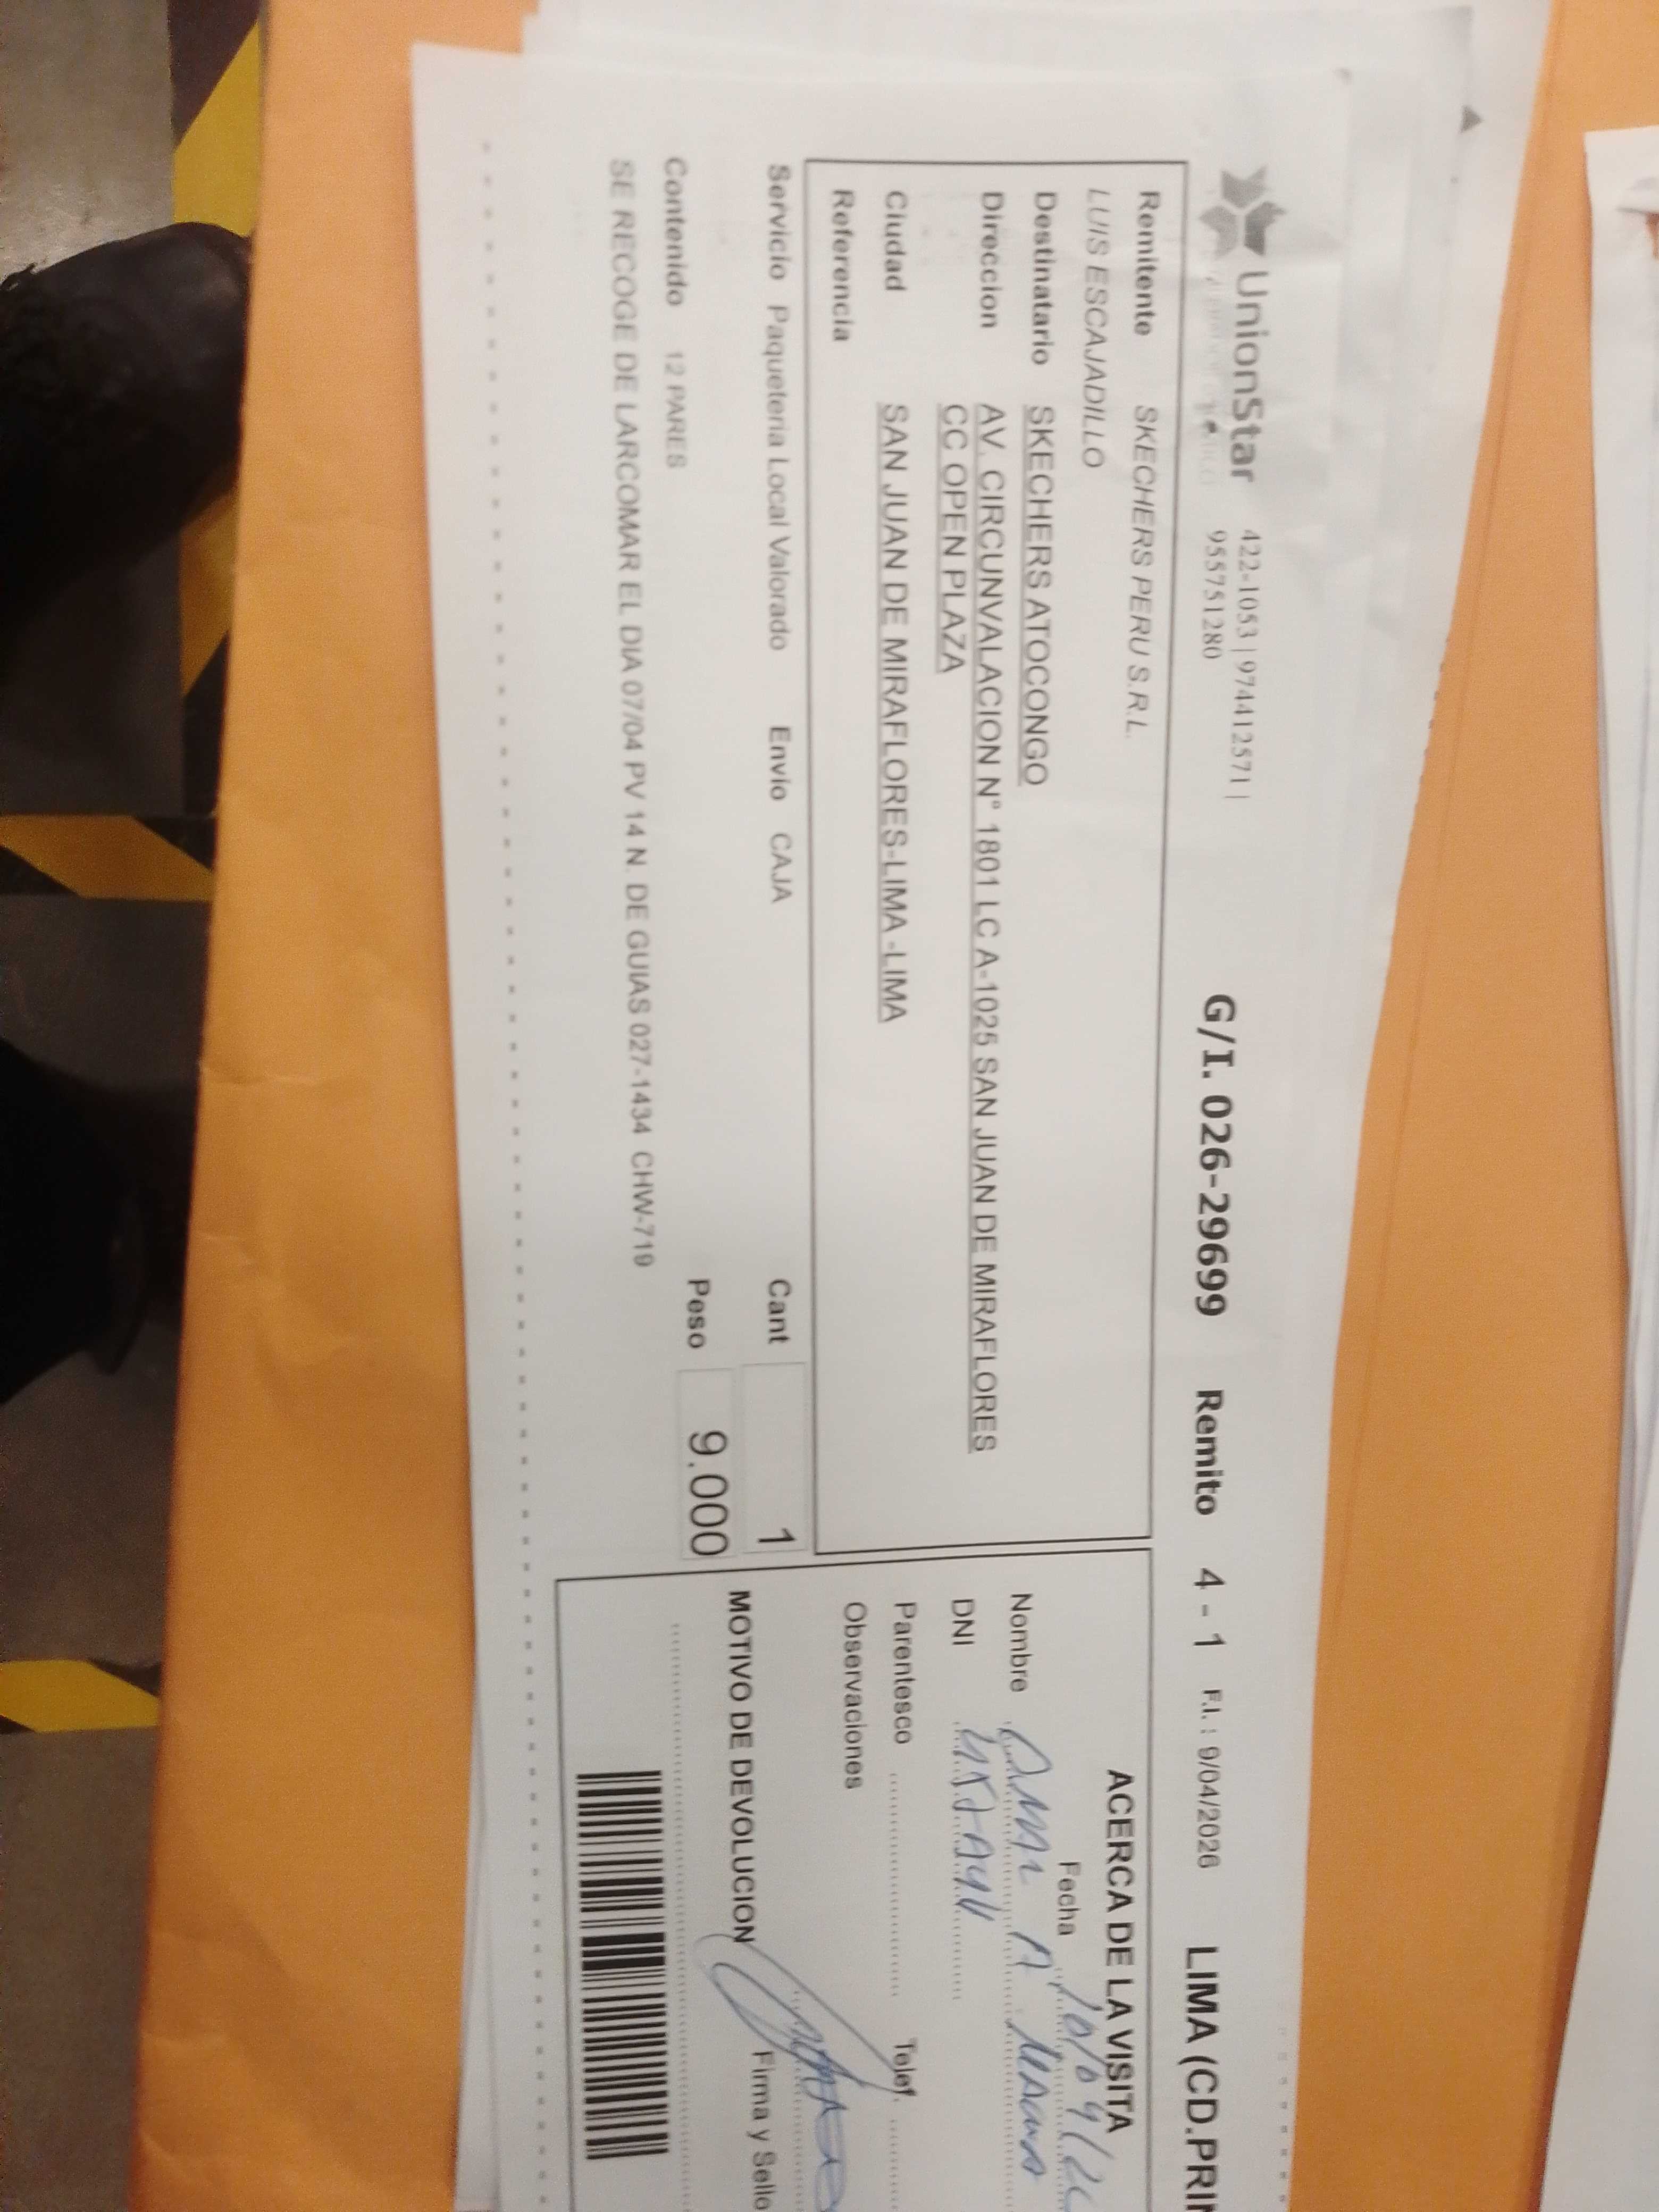 UnionStar
422-1053 | 974412571 |
955751280
G/I. 026-29699 Remito 4 - 1 F.I. : 9/04/2026 LIMA (CD.PRI
Remitente SKECHERS PERU S.R.L.
LUIS ESCAJADILLO
Destinatario SKECHERS ATOCONGO
Direccion AV. CIRCUNVALACION N° 1801 LC A-1025 SAN JUAN DE MIRAFLORES
CC OPEN PLAZA
Ciudad SAN JUAN DE MIRAFLORES-LIMA -LIMA
Referencia
Servicio Paqueteria Local Valorado Envio CAJA Cant 1
Contenido 12 PARES Peso 9.000
SE RECOGE DE LARCOMAR EL DIA 07/04 PV 14 N. DE GUIAS 027-1434 CHW-719
ACERCA DE LA VISITA
Fecha
Nombre
DNI
Parentesco Telef.
Observaciones
MOTIVO DE DEVOLUCION Firma y Sello